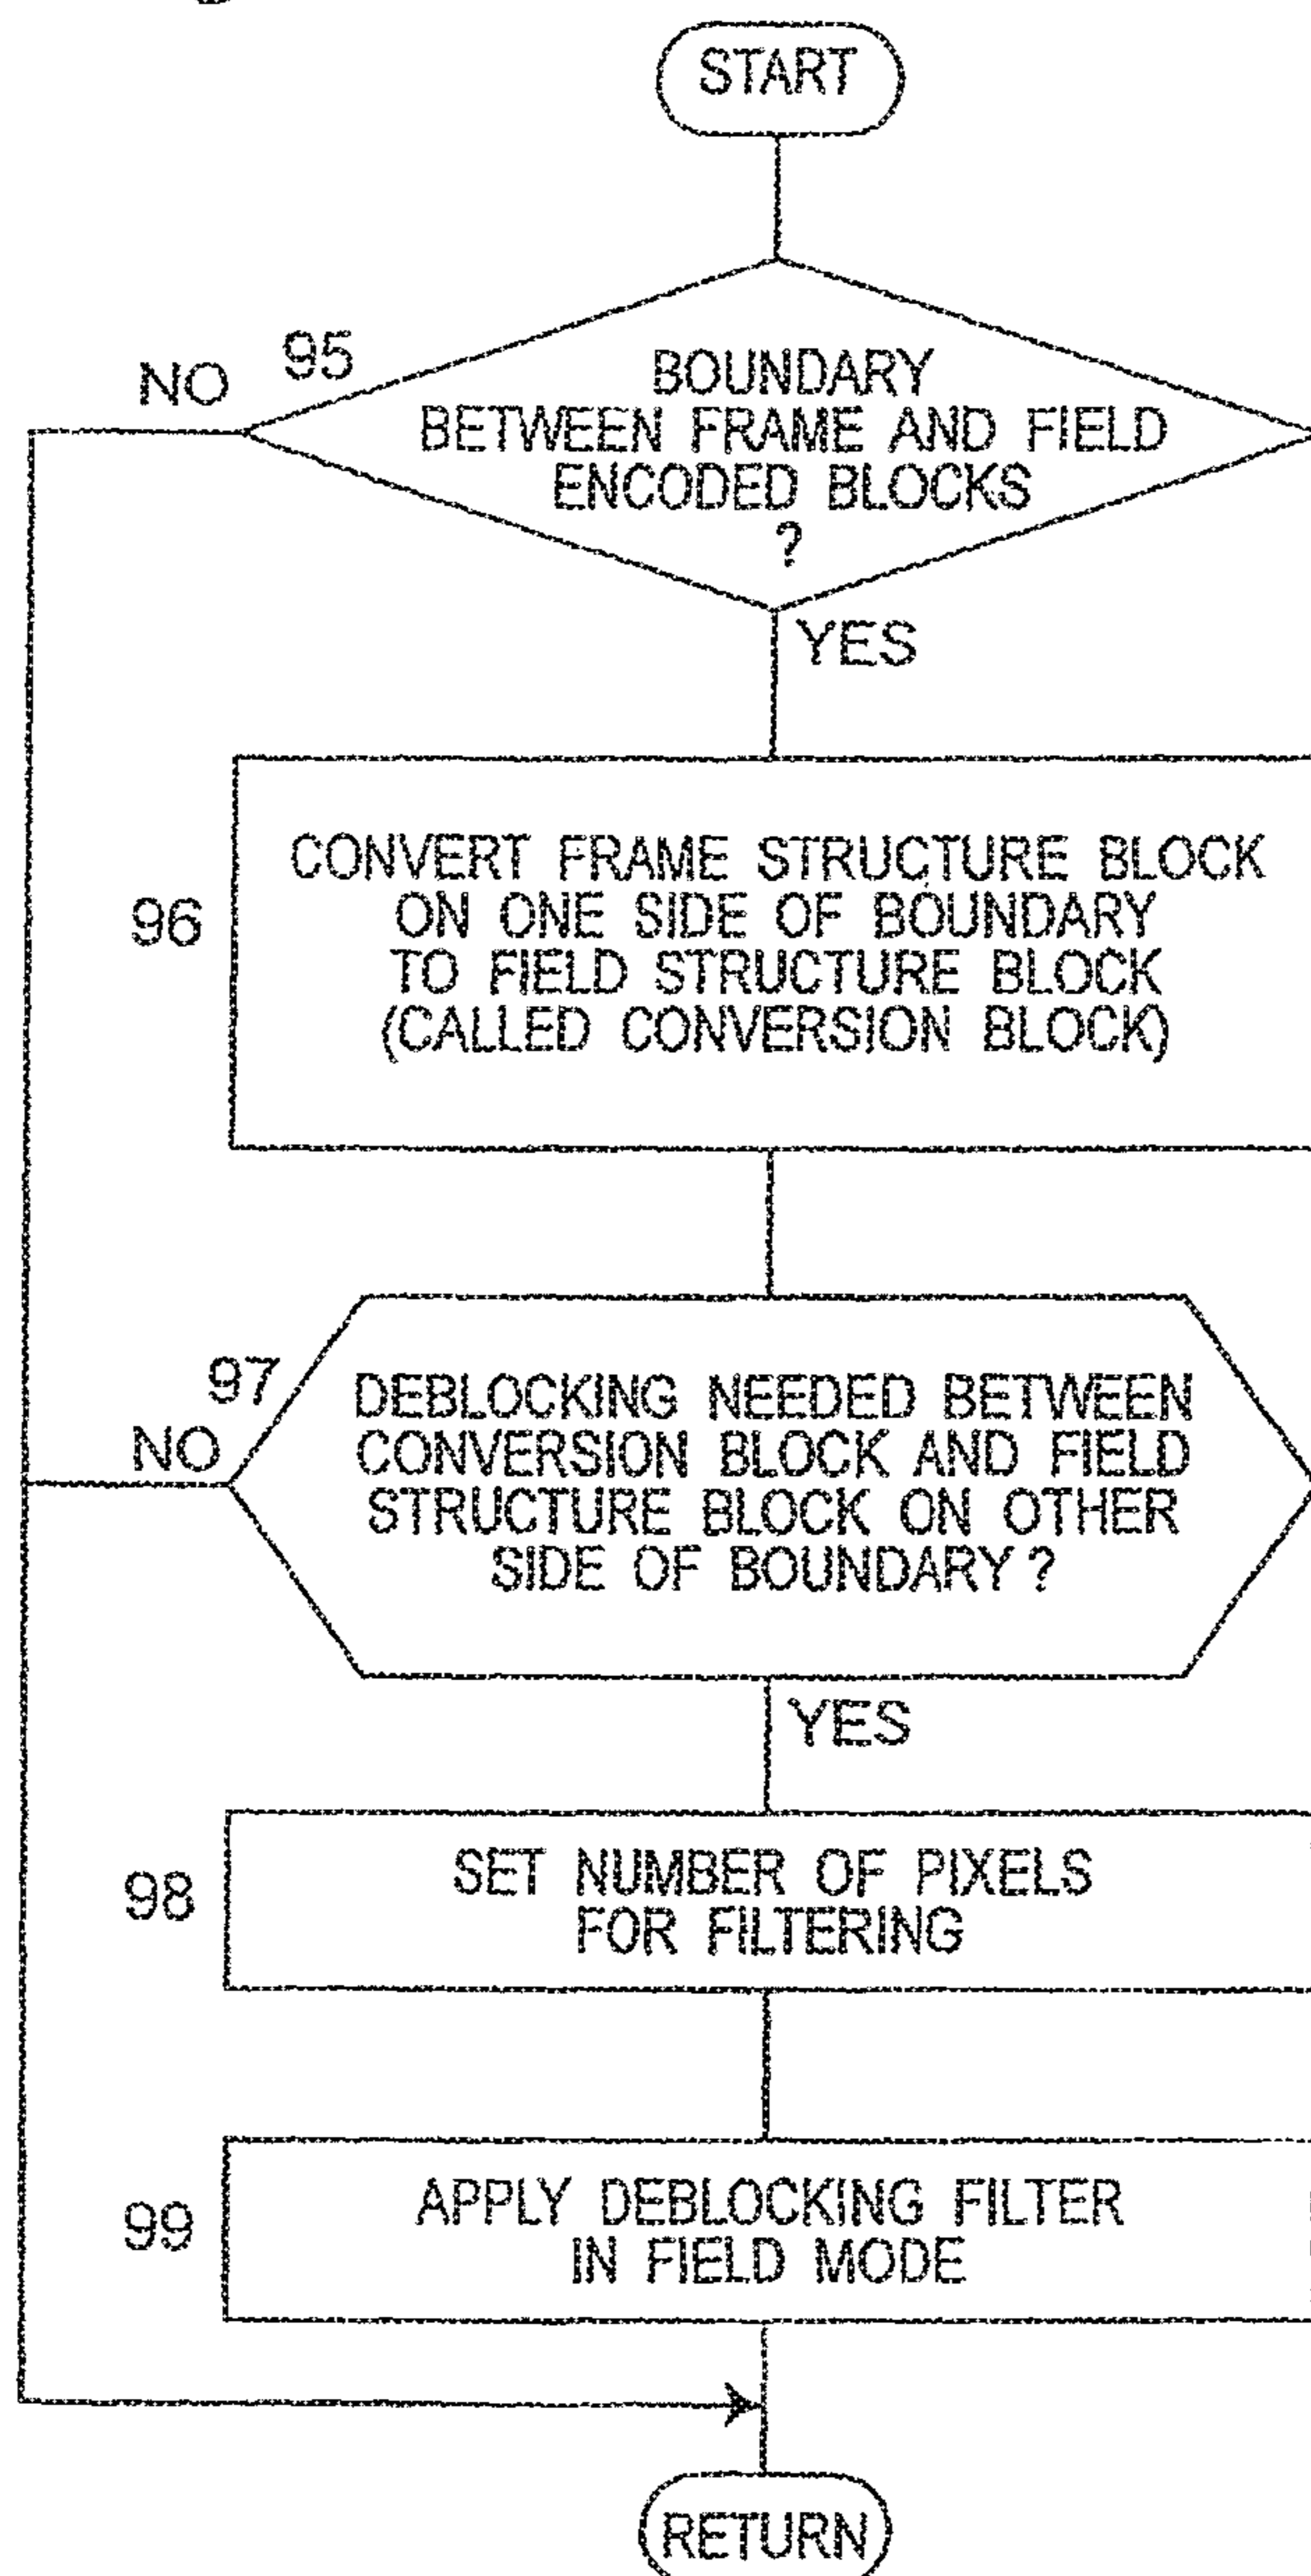 START
NO
95
BOUNDARY
BETWEEN FRAME AND FIELD
ENCODED BLOCKS
?
YES
96
CONVERT FRAME STRUCTURE BLOCK
ON ONE SIDE OF BOUNDARY
TO FIELD STRUCTURE BLOCK
(CALLED CONVERSION BLOCK)
97
NO
DEBLOCKING NEEDED BETWEEN
CONVERSION BLOCK AND FIELD
STRUCTURE BLOCK ON OTHER
SIDE OF BOUNDARY ?
YES
98
SET NUMBER OF PIXELS
FOR FILTERING
99
APPLY DEBLOCKING FILTER
IN FIELD MODE
RETURN